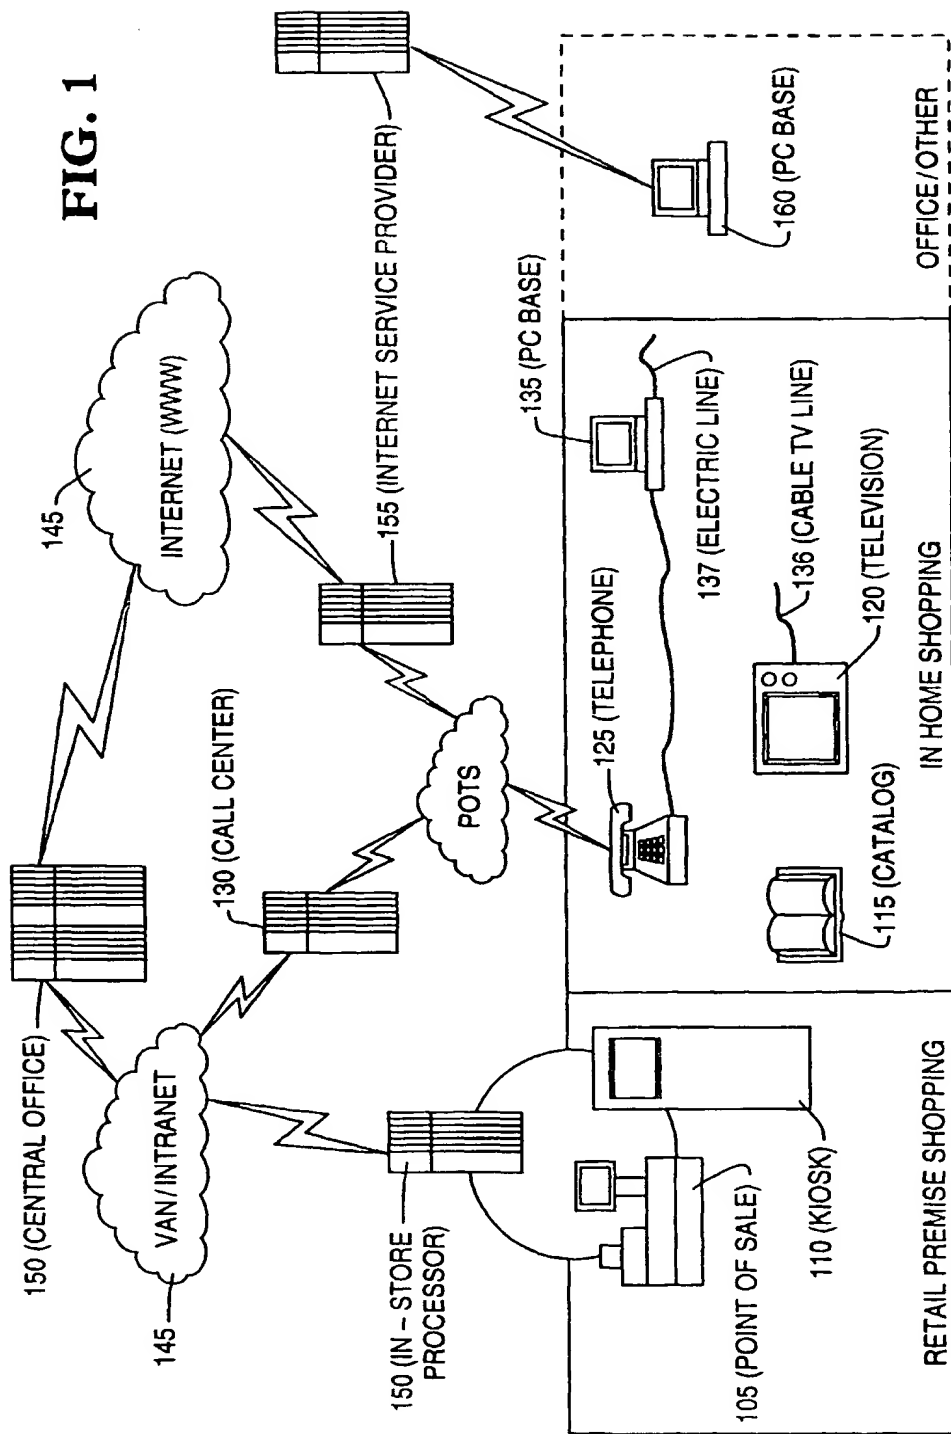 FIG. 1
150 (CENTRAL OFFICE)
145
INTERNET (WWW)
VAN/INTRANET
145
130 (CALL CENTER)
155 (INTERNET SERVICE PROVIDER)
150 (IN-STORE
PROCESSOR)
POTS
125 (TELEPHONE)
135 (PC BASE)
137 (ELECTRIC LINE)
160 (PC BASE)
105 (POINT OF SALE)
110 (KIOSK)
115 (CATALOG)
136 (CABLE TV LINE)
120 (TELEVISION)
RETAIL PREMISE SHOPPING
IN HOME SHOPPING
OFFICE/OTHER